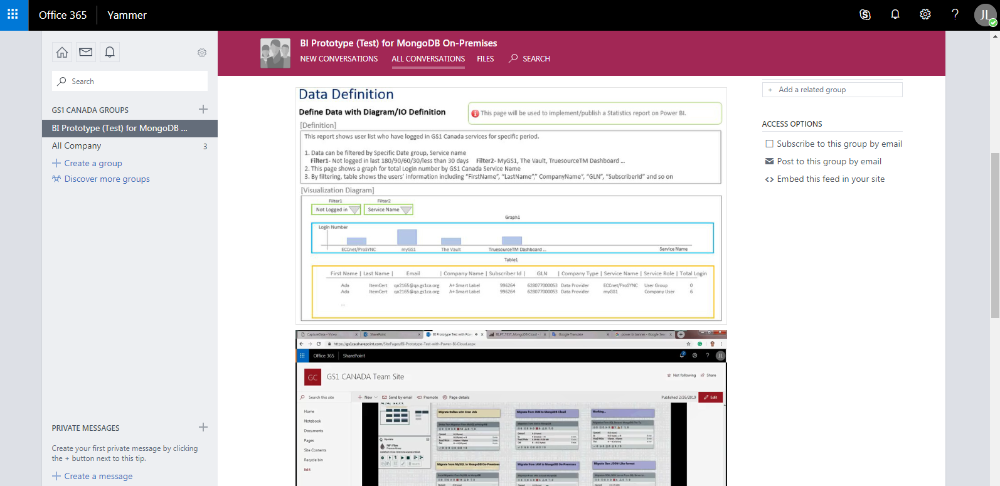 Office 365
Yammer
JL
BI Prototype (Test) for MongoDB On-Premises
NEW CONVERSATIONS
ALL CONVERSATIONS
FILES
SEARCH
Search
GS1 CANADA GROUPS
BI Prototype (Test) for MongoDB ...
All Company
3
Create a group
Discover more groups
PRIVATE MESSAGES
Create your first private message by clicking
the + button next to this tip.
Create a message
Data Definition
Define Data with Diagram/IO Definition
This page will be used to implement/publish a Statistics report on Power BI.
[Definition]
This report shows user list who have logged in GS1 Canada services for specific period.
1. Data can be filtered by Specific Date group, Service name
Filter1- Not logged in last 180/90/60/30/less than 30 days Filter2- MyGS1, The Vault, TruesourceTM Dashboard ...
2. This page shows a graph for total Login number by GS1 Canada Service Name
3. By filtering, table shows the users' information including “FirstName”, “LastName”,” CompanyName”, “GLN”, “SubscriberId” and so on
[Visualization Diagram]
Filter1
Filter2
Not Logged in
Service Name
Graph1
Login Number
ECCnet/ProSYNC
myGS1
The Vault
TruesourceTM Dashboard ...
Service Name
Table1
First Name | Last Name | Email | Company Name | Subscriber Id | GLN | Company Type | Service Name | Service Role | Total Login
Ada ItemCert qa2165@qa.gs1ca.org A+ Smart Label 996264 628077000053 Data Provider ECCnet/ProSYNC User Group 0
Ada ItemCert qa2165@qa.gs1ca.org A+ Smart Label 996264 628077000053 Data Provider myGS1 Company User 6
...
CaptureData - Video
SharePoint
BI Prototype Test with Pow
BI_PT_TEST_MongoDB Cloud -
Google Translate
power bi banner - Google Sea
https://gs1ca.sharepoint.com/SitePages/BI-Prototype-Test-with-Power-BI-Cloud.aspx
Office 365
SharePoint
JL
GC
GS1 CANADA Team Site
Not following
Share
Search this site
+ New
Send by email
Promote
Page details
Published 2/26/2019
Edit
Home
Notebook
Documents
Pages
Site Contents
Recycle bin
Edit
Migrate Deltas with Cron Job
Migrate from IAM to MongoDB Cloud
Working...
NiFi Flow
Process Group
Migrate from MySQL to MongoDB On-Premises
Migrate from IAM to MongoDB On-Premises
Migrate Gen JSON-Like format
+ Add a related group
ACCESS OPTIONS
Subscribe to this group by email
Post to this group by email
Embed this feed in your site